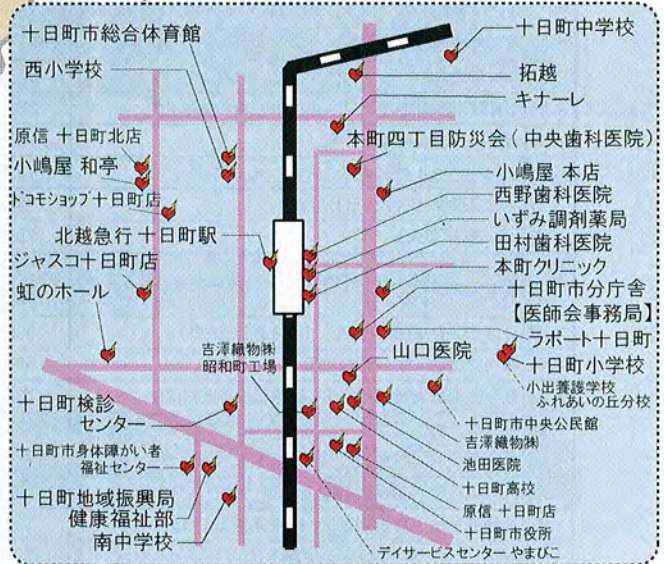 十日町市総合体育館
西小学校
原信 十日町北店
小嶋屋 和亭
ドコモショップ十日町店
北越急行 十日町駅
ジャスコ十日町店
虹のホール
吉澤織物㈱
昭和町工場
十日町検診
センター
十日町市身体障がい者
福祉センター
十日町地域振興局
健康福祉部
南中学校
十日町中学校
拓越
キナーレ
本町四丁目防災会(中央歯科医院)
小嶋屋 本店
西野歯科医院
いずみ調剤薬局
田村歯科医院
本町クリニック
十日町市分庁舎
【医師会事務局】
ラポート十日町
山口医院
十日町小学校
小出養護学校
ふれあいの丘分校
十日町市中央公民館
吉澤織物㈱
池田医院
十日町高校
原信 十日町店
十日町市役所
デイサービスセンター やまびこ